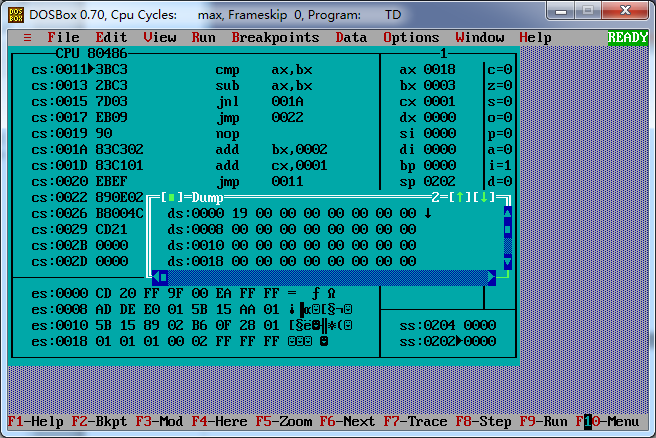 DOSBox 0.70, Cpu Cycles: max, Frameskip 0, Program: TD
≡ File Edit View Run Breakpoints Data Options Window Help READY
CPU 80486 1
cs:0011►3BC3 cmp ax,bx ax 0018 c=0
cs:0013 2BC3 sub ax,bx bx 0003 z=0
cs:0015 7D03 jnl 001A cx 0001 s=0
cs:0017 EB09 jmp 0022 dx 0000 o=0
cs:0019 90 nop si 0000 p=0
cs:001A 83C302 add bx,0002 di 0000 a=0
cs:001D 83C101 add cx,0001 bp 0000 i=1
cs:0020 EBEF jmp 0011 sp 0202 d=0
cs:0022 890E02
[■]=Dump 2=[↑][↓]
cs:0026 B8004C
ds:0000 19 00 00 00 00 00 00 00 ↓
cs:0029 CD21
ds:0008 00 00 00 00 00 00 00 00
cs:002B 0000
ds:0010 00 00 00 00 00 00 00 00
cs:002D 0000
ds:0018 00 00 00 00 00 00 00 00
es:0000 CD 20 FF 9F 00 EA FF FF = ƒ Ω
es:0008 AD DE E0 01 5B 15 AA 01 ¡▐α☺[§¬☺
es:0010 5B 15 89 02 B6 0F 28 01 [§ë☻╢☼(☺ ss:0204 0000
es:0018 01 01 01 00 02 FF FF FF ☺☺☺ ☻ ss:0202►0000
F1-Help F2-Bkpt F3-Mod F4-Here F5-Zoom F6-Next F7-Trace F8-Step F9-Run F10-Menu